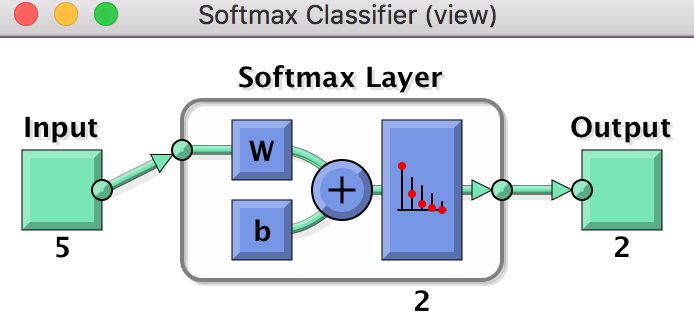 Softmax Classifier (view)
Softmax Layer
Input
Output
W
b
+
5
2
2